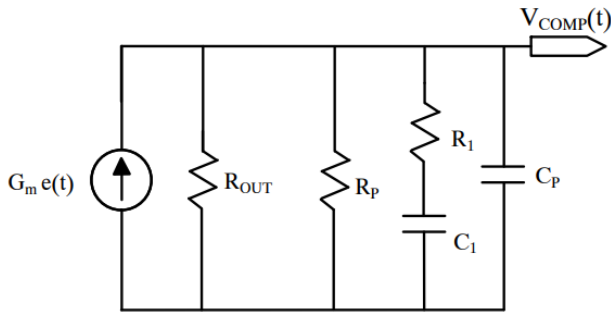 V_COMP(t)
G_m e(t)
R_OUT
R_P
R_1
C_1
C_P